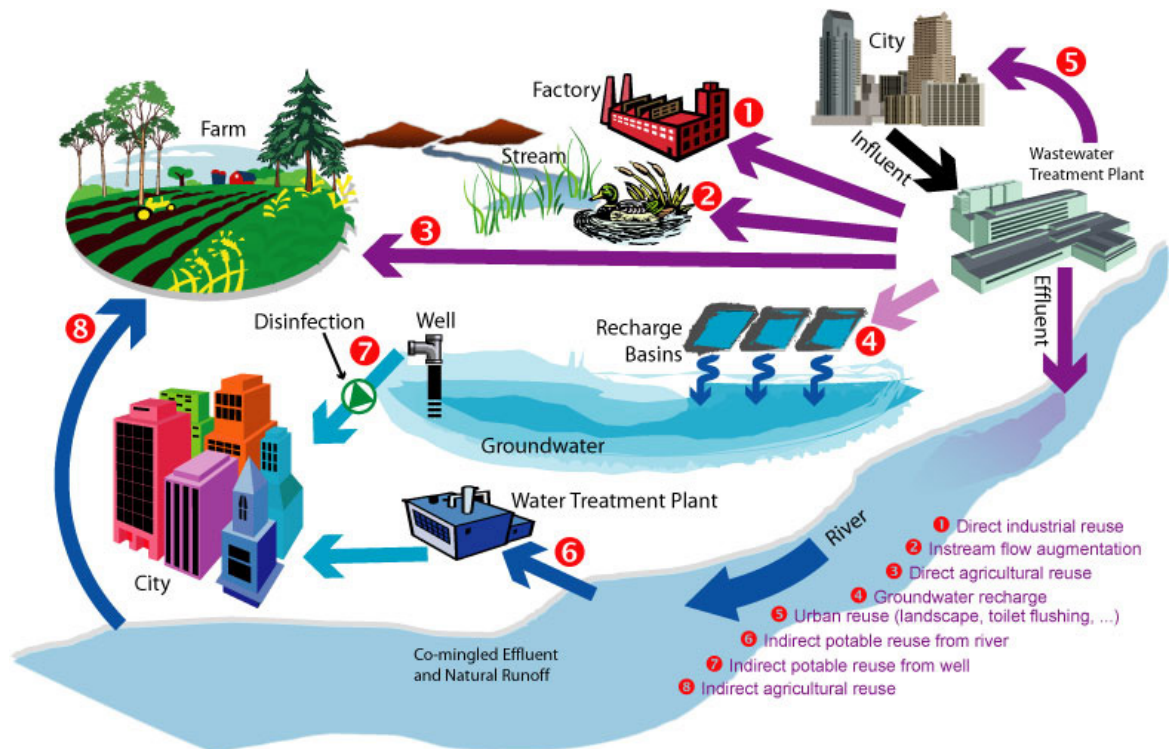 City
5
Factory
1
Farm
Influent
Wastewater
Treatment Plant
Stream
2
3
Effluent
8
Disinfection
7
Well
Recharge
Basins
4
Groundwater
Water Treatment Plant
6
River
City
Co-mingled Effluent
and Natural Runoff
1 Direct industrial reuse
2 Instream flow augmentation
3 Direct agricultural reuse
4 Groundwater recharge
5 Urban reuse (landscape, toilet flushing, ...)
6 Indirect potable reuse from river
7 Indirect potable reuse from well
8 Indirect agricultural reuse